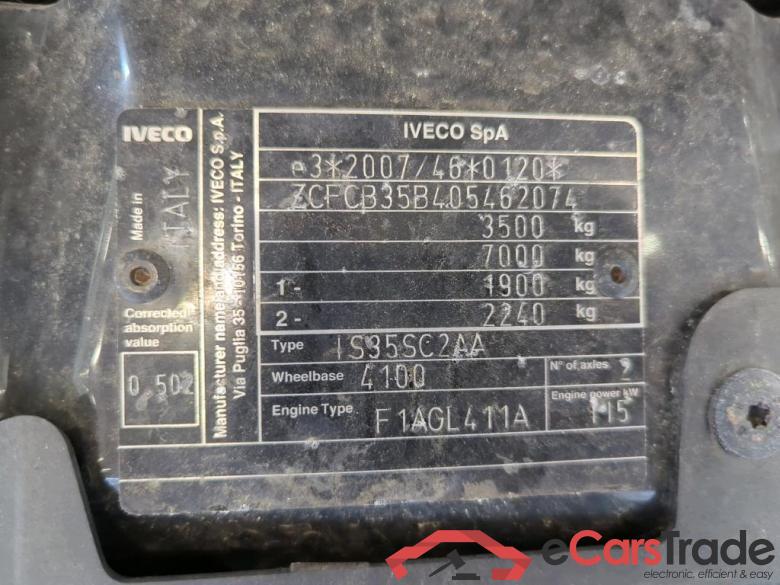 IVECO
Made in
ITALY
Corrected
absorption
value
0,502
Manufacturer name and address: IVECO S.p.A.
Via Puglia 35 - 10156 Torino - ITALY
IVECO SpA
e3*2007/46*0120*
ZCFCB35B405462074
3500 kg
7000 kg
1- 1900 kg
2- 2240 kg
Type IS35SC2AA
Wheelbase 4100 N° of axles 2
Engine Type F1AGL411A Engine power kW 115
eCarsTrade
electronic, efficient & easy